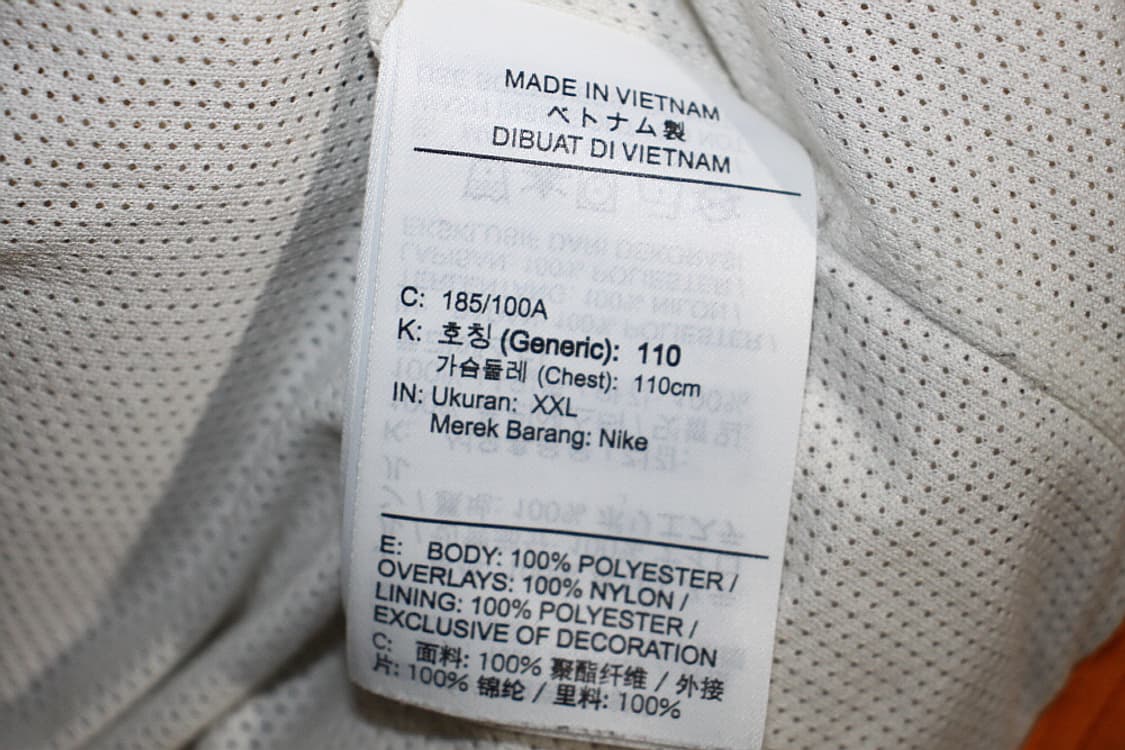 MADE IN VIETNAM
ベトナム製
DIBUAT DI VIETNAM
C: 185/100A
K: 호칭 (Generic): 110
가슴둘레 (Chest): 110cm
IN: Ukuran: XXL
Merek Barang: Nike
E: BODY: 100% POLYESTER /
OVERLAYS: 100% NYLON /
LINING: 100% POLYESTER /
EXCLUSIVE OF DECORATION
C: 面料: 100% 聚酯纤维 / 外接
片: 100% 锦纶 / 里料: 100%